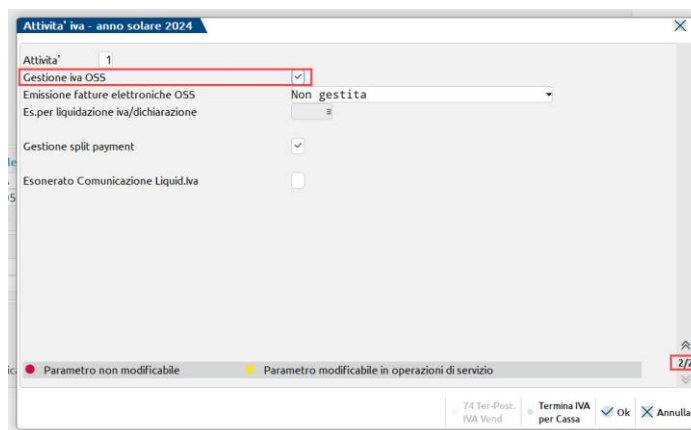 Attivita' iva - anno solare 2024
Attivita' 1
Gestione iva OSS
Emissione fatture elettroniche OSS Non gestita
Es.per liquidazione iva/dichiarazione
Gestione split payment
Esonerato Comunicazione Liquid.Iva
2/2
Parametro non modificabile Parametro modificabile in operazioni di servizio
74 Ter-Post. IVA Vend
Termina IVA per Cassa
Ok Annulla